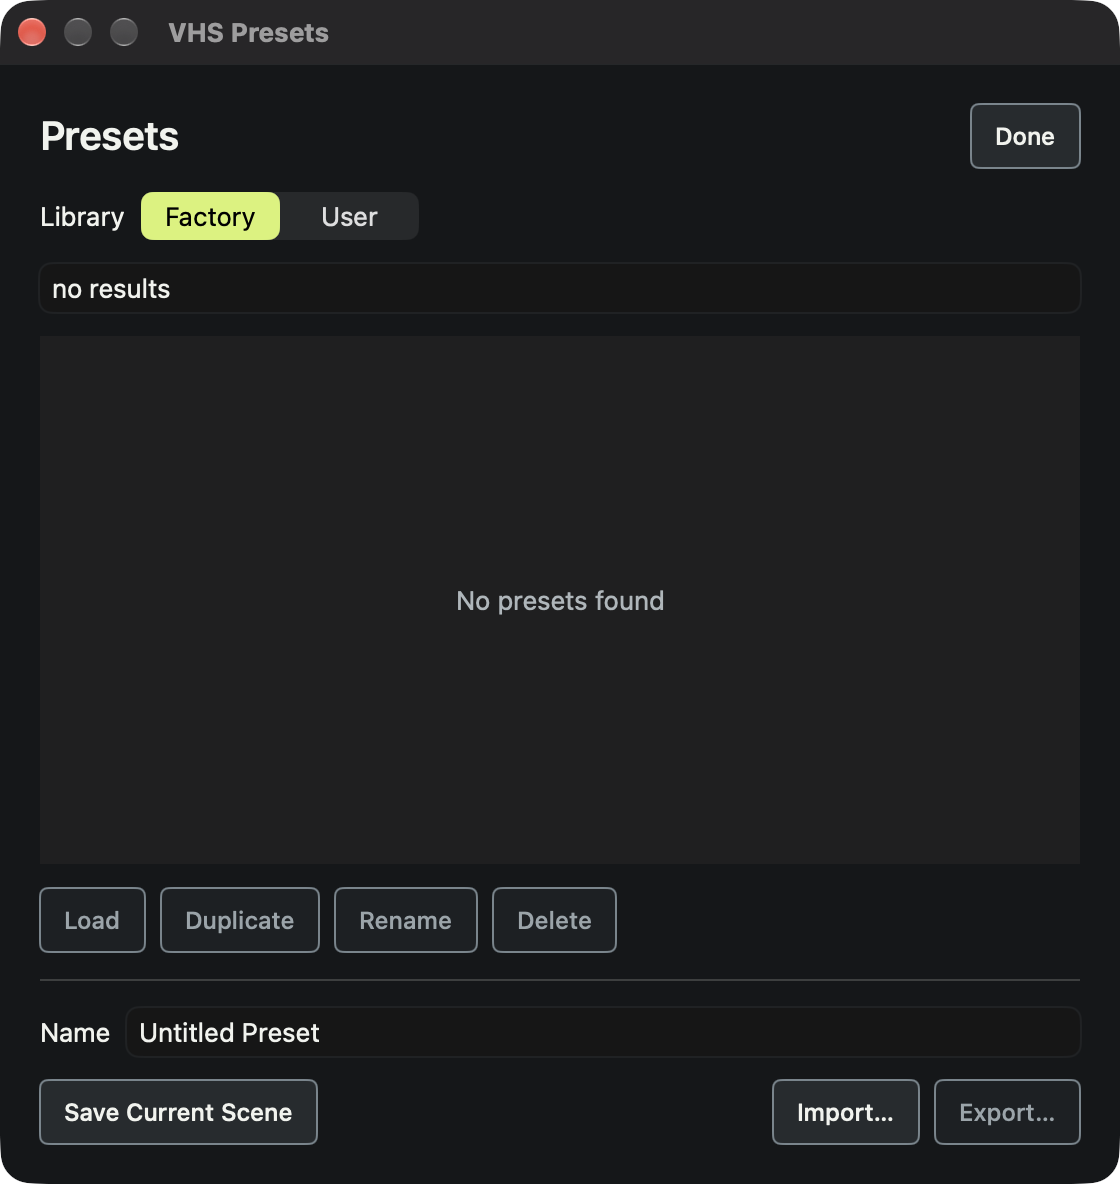 VHS Presets
Presets
Done
Library
Factory
User
no results
No presets found
Load
Duplicate
Rename
Delete
Name
Untitled Preset
Save Current Scene
Import...
Export...